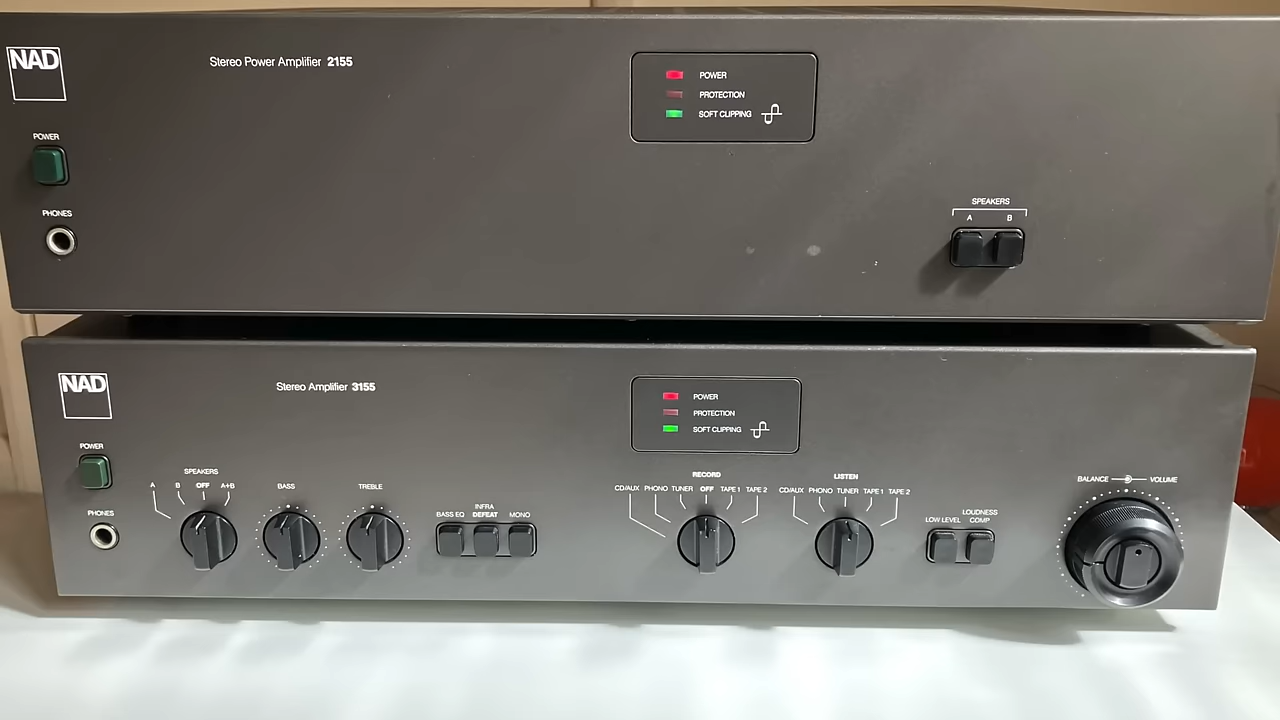 NAD
Stereo Power Amplifier 2155
POWER
PROTECTION
SOFT CLIPPING
POWER
PHONES
SPEAKERS
A B
NAD
Stereo Amplifier 3155
POWER
PROTECTION
SOFT CLIPPING
POWER
PHONES
SPEAKERS
A B OFF A+B
BASS
TREBLE
BASS EQ
INFRA
DEFEAT
MONO
RECORD
CD/AUX PHONO TUNER OFF TAPE 1 TAPE 2
LISTEN
CD/AUX PHONO TUNER TAPE 1 TAPE 2
LOW LEVEL
LOUDNESS
COMP
BALANCE VOLUME